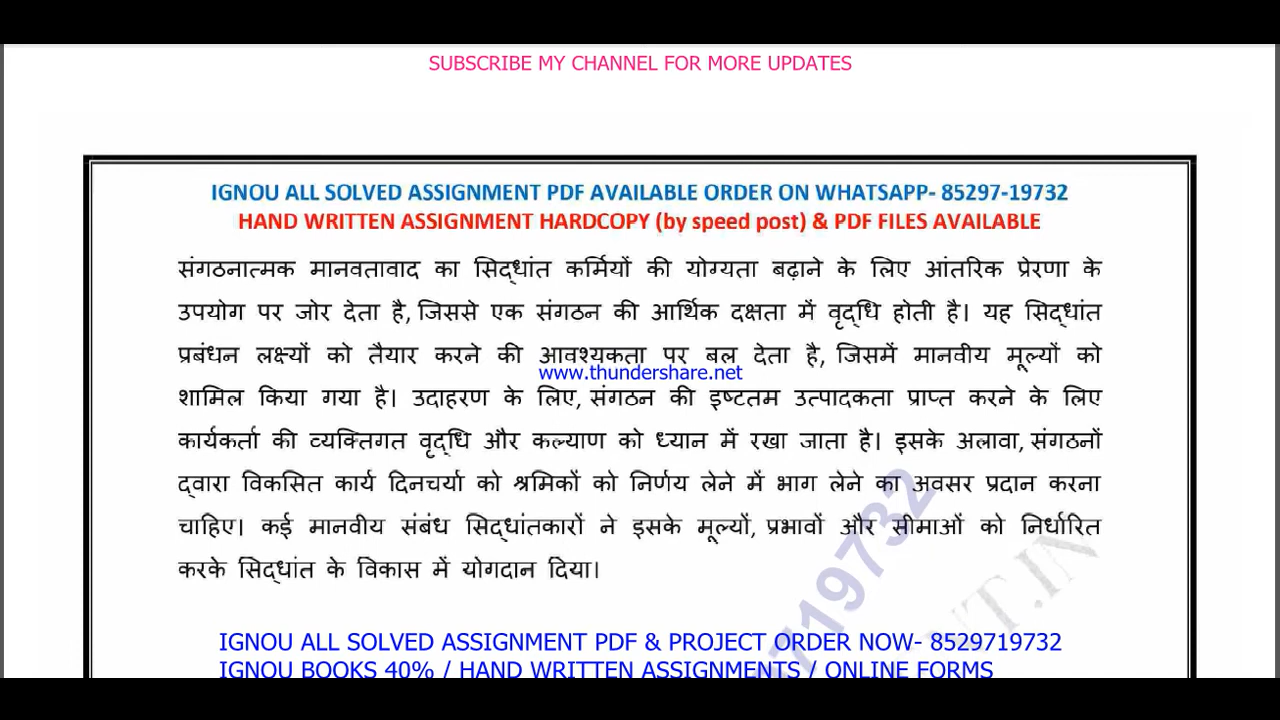 SUBSCRIBE MY CHANNEL FOR MORE UPDATES
IGNOU ALL SOLVED ASSIGNMENT PDF AVAILABLE ORDER ON WHATSAPP- 85297-19732
HAND WRITTEN ASSIGNMENT HARDCOPY (by speed post) & PDF FILES AVAILABLE
संगठनात्मक मानवतावाद का सिद्धांत कर्मियों की योग्यता बढ़ाने के लिए आंतरिक प्रेरणा के
उपयोग पर जोर देता है, जिससे एक संगठन की आर्थिक दक्षता में वृद्धि होती है। यह सिद्धांत
प्रबंधन लक्ष्यों को तैयार करने की आवश्यकता पर बल देता है, जिसमें मानवीय मूल्यों को
www.thundershare.net
शामिल किया गया है। उदाहरण के लिए, संगठन की इष्टतम उत्पादकता प्राप्त करने के लिए
कार्यकर्ता की व्यक्तिगत वृद्धि और कल्याण को ध्यान में रखा जाता है। इसके अलावा, संगठनों
द्वारा विकसित कार्य दिनचर्या को श्रमिकों को निर्णय लेने में भाग लेने का अवसर प्रदान करना
चाहिए। कई मानवीय संबंध सिद्धांतकारों ने इसके मूल्यों, प्रभावों और सीमाओं को निर्धारित
करके सिद्धांत के विकास में योगदान दिया।
719732
NT.IN
IGNOU ALL SOLVED ASSIGNMENT PDF & PROJECT ORDER NOW- 8529719732
IGNOU BOOKS 40% / HAND WRITTEN ASSIGNMENTS / ONLINE FORMS